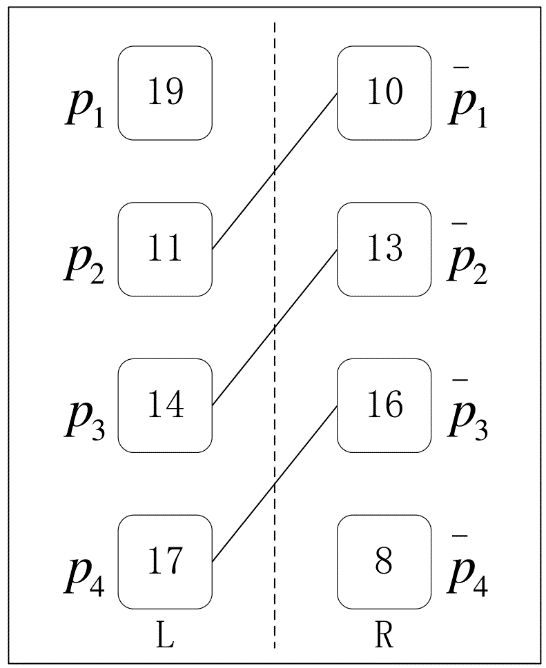 p₁ 19 10 p̄₁
p₂ 11 13 p̄₂
p₃ 14 16 p̄₃
p₄ 17 8 p̄₄
L R